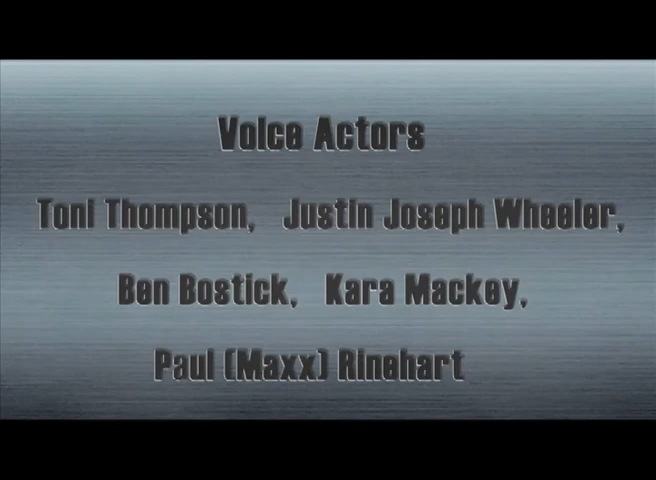 Voice Actors
Toni Thompson, Justin Joseph Wheeler,
Ben Bostick, Kara Mackey,
Paul (Maxx) Rinehart